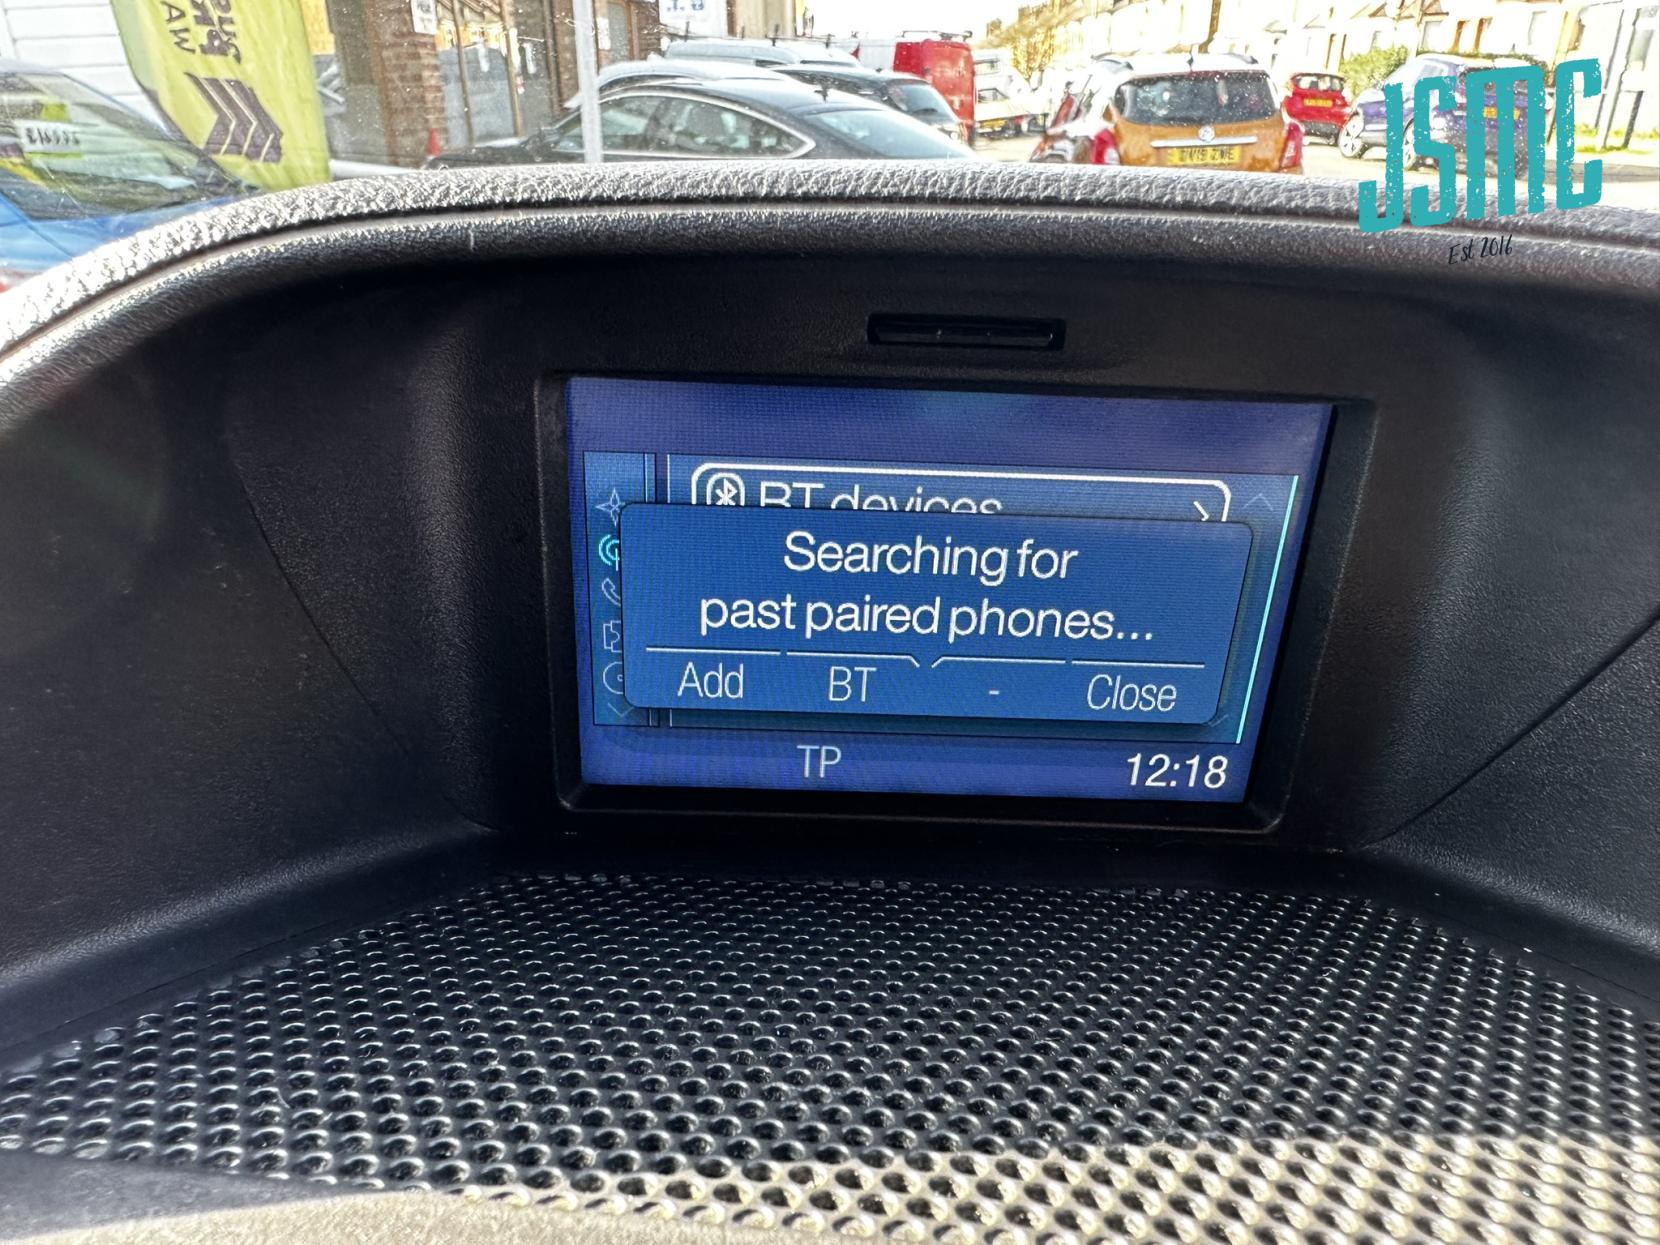 JSMC
Est 2016
BT devices
Searching for
past paired phones...
Add BT - Close
TP 12:18